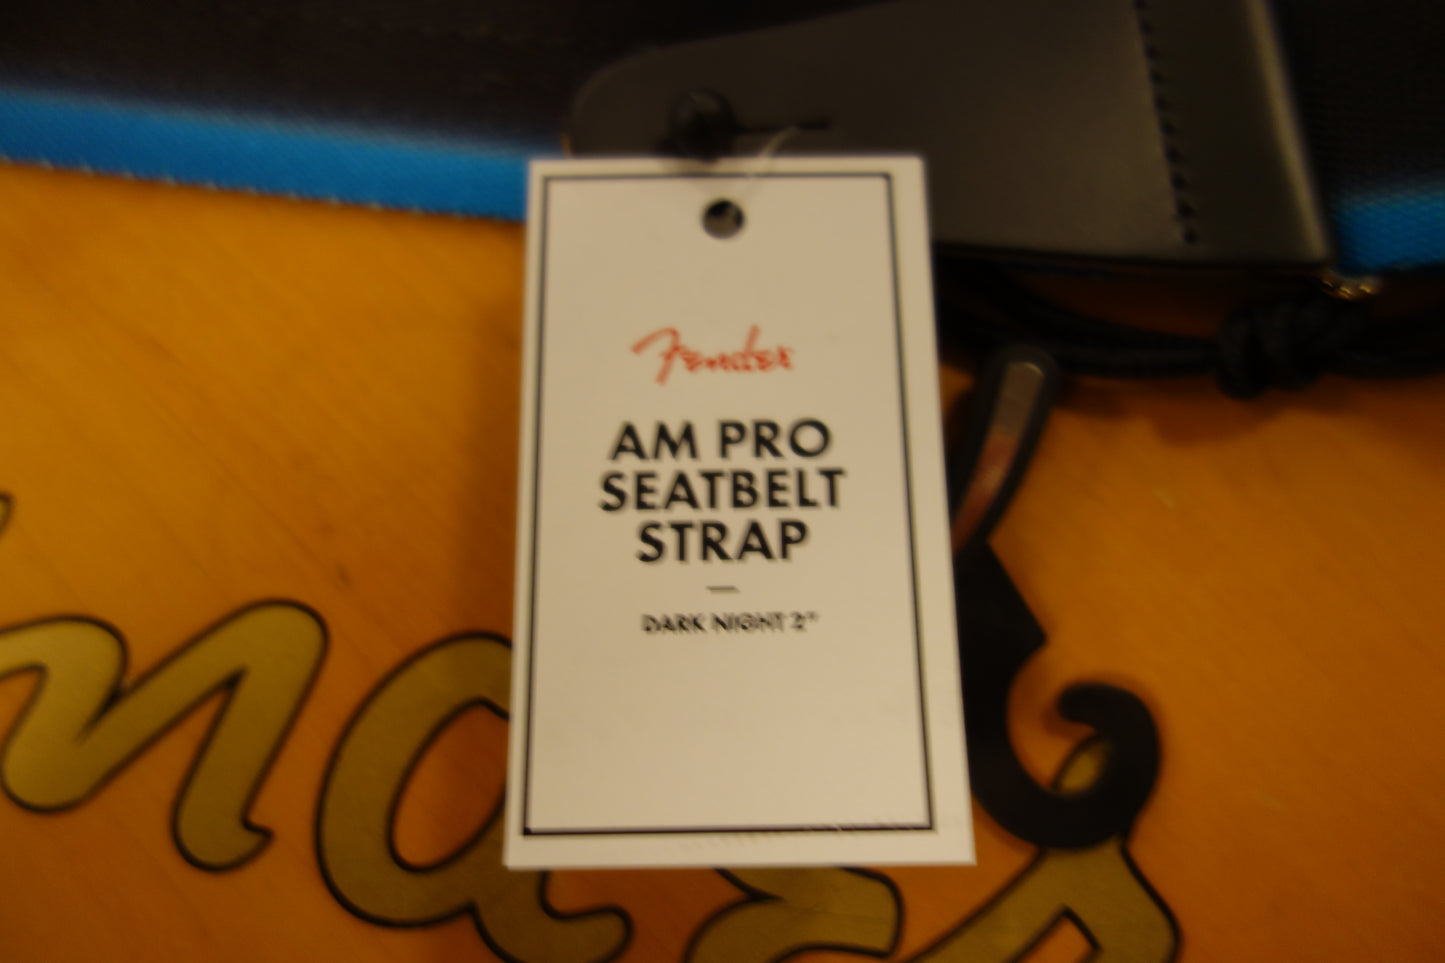 Fender
AM PRO
SEATBELT
STRAP
—
DARK NIGHT 2"